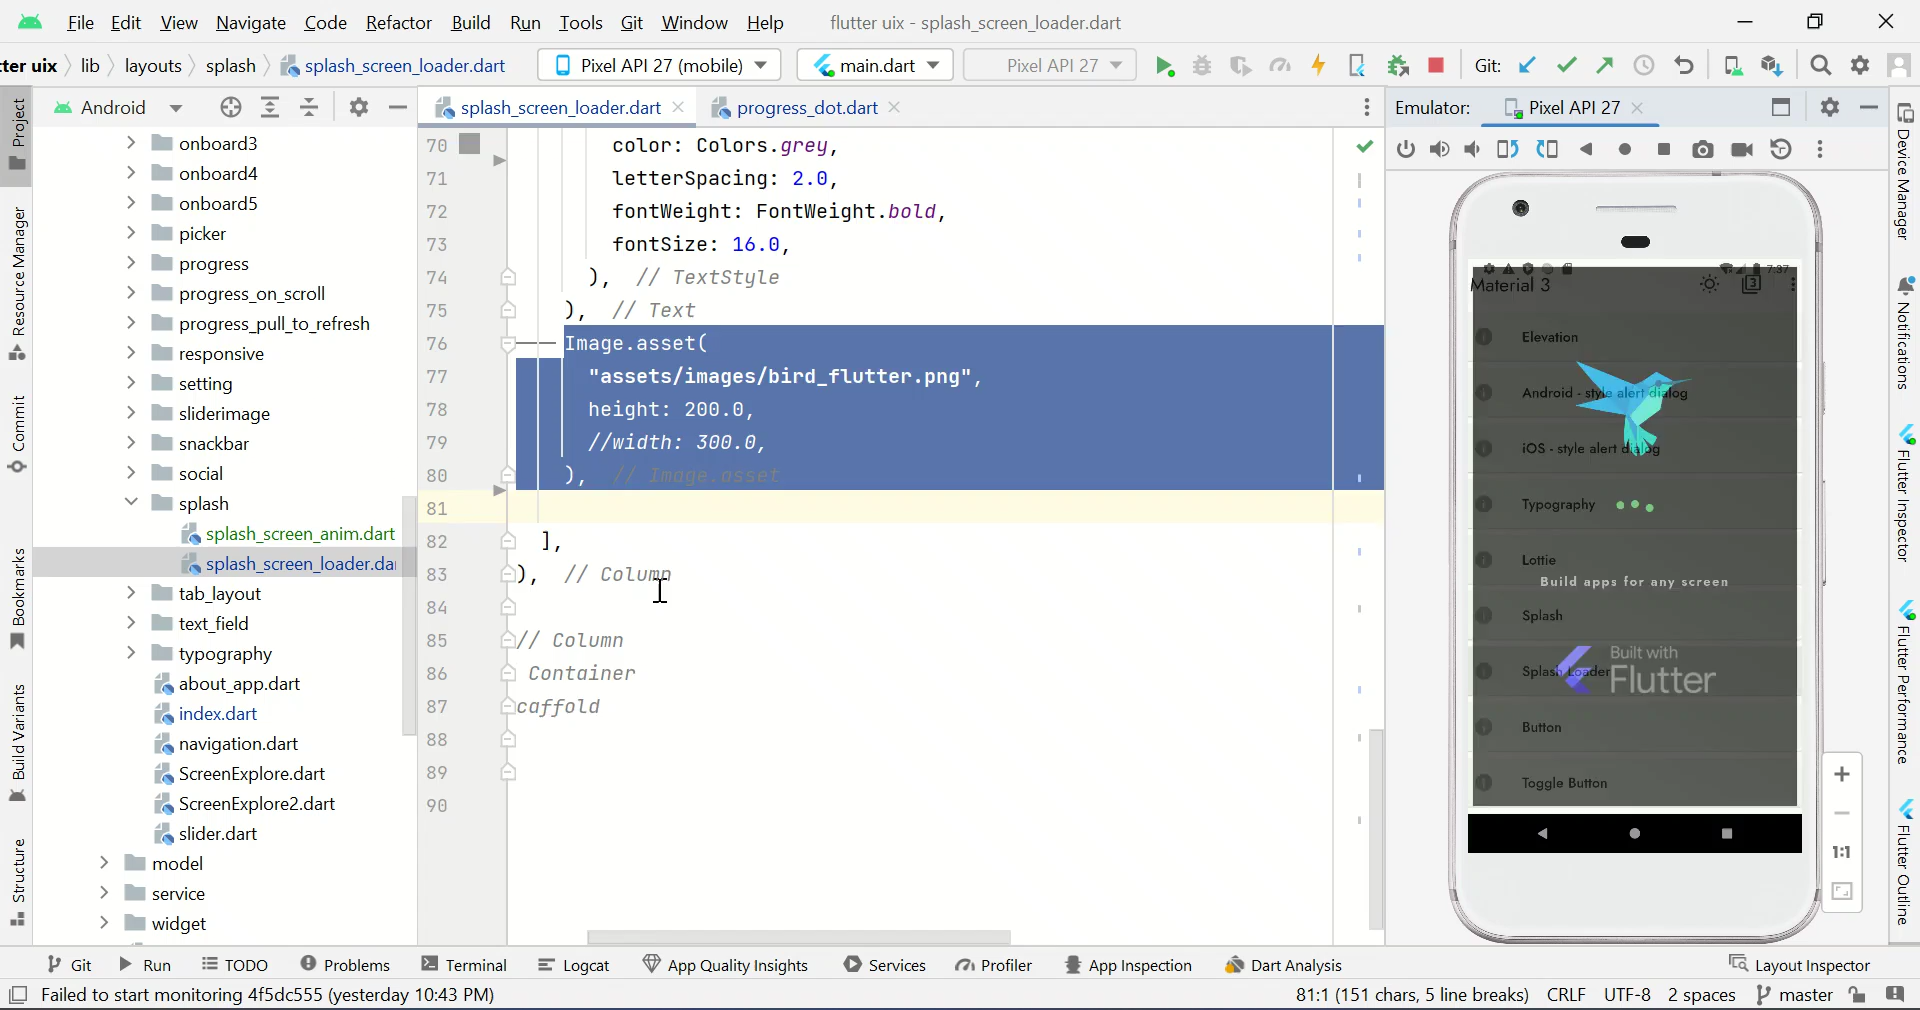 File Edit View Navigate Code Refactor Build Run Tools Git Window Help flutter uix - splash_screen_loader.dart
ter uix lib layouts splash splash_screen_loader.dart Pixel API 27 (mobile) main.dart Pixel API 27 Git:
Android
splash_screen_loader.dart progress_dot.dart
Emulator: Pixel API 27
Project
Resource Manager
Commit
Bookmarks
Build Variants
Structure
onboard3
onboard4
onboard5
picker
progress
progress_on_scroll
progress_pull_to_refresh
responsive
setting
sliderimage
snackbar
social
splash
splash_screen_anim.dart
splash_screen_loader.da
tab_layout
text_field
typography
about_app.dart
index.dart
navigation.dart
ScreenExplore.dart
ScreenExplore2.dart
slider.dart
model
service
widget
70 color: Colors.grey,
71 letterSpacing: 2.0,
72 fontWeight: FontWeight.bold,
73 fontSize: 16.0,
74 ), // TextStyle
75 ), // Text
76 Image.asset(
77 "assets/images/bird_flutter.png",
78 height: 200.0,
79 //width: 300.0,
80 ), // Image.asset
81
82 ],
83 ), // Column
84
85 // Column
86 Container
87 caffold
88
89
90
7:37
Material 3
3
Elevation
Android - style alert dialog
iOS - style alert dialog
Typography
Lottie
Build apps for any screen
Splash
Built with
Splash Loader
Flutter
Button
Toggle Button
1:1
Device Manager
Notifications
Flutter Inspector
Flutter Performance
Flutter Outline
Git Run TODO Problems Terminal Logcat App Quality Insights Services Profiler App Inspection Dart Analysis Layout Inspector
Failed to start monitoring 4f5dc555 (yesterday 10:43 PM) 81:1 (151 chars, 5 line breaks) CRLF UTF-8 2 spaces master